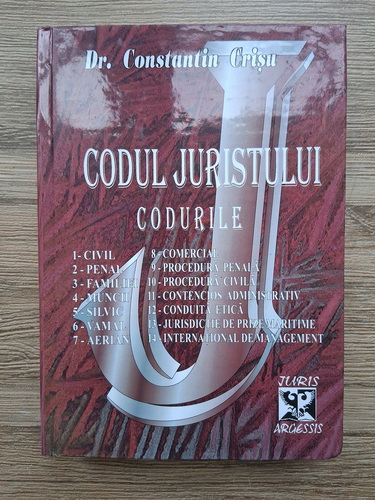 Dr. Constantin Crişu
CODUL JURISTULUI
CODURILE
1 - CIVIL
2 - PENAL
3 - FAMILIEI
4 - MUNCII
5 - SILVIC
6 - VAMAL
7 - AERIAN
8 - COMERCIAL
9 - PROCEDURĂ PENALĂ
10 - PROCEDURĂ CIVILĂ
11 - CONTENCIOS ADMINISTRATIV
12 - CONDUITĂ ETICĂ
13 - JURISDICŢIE DE PRIZE MARITIME
14 - INTERNAŢIONAL DE MANAGEMENT
JURIS
ARGESSIS